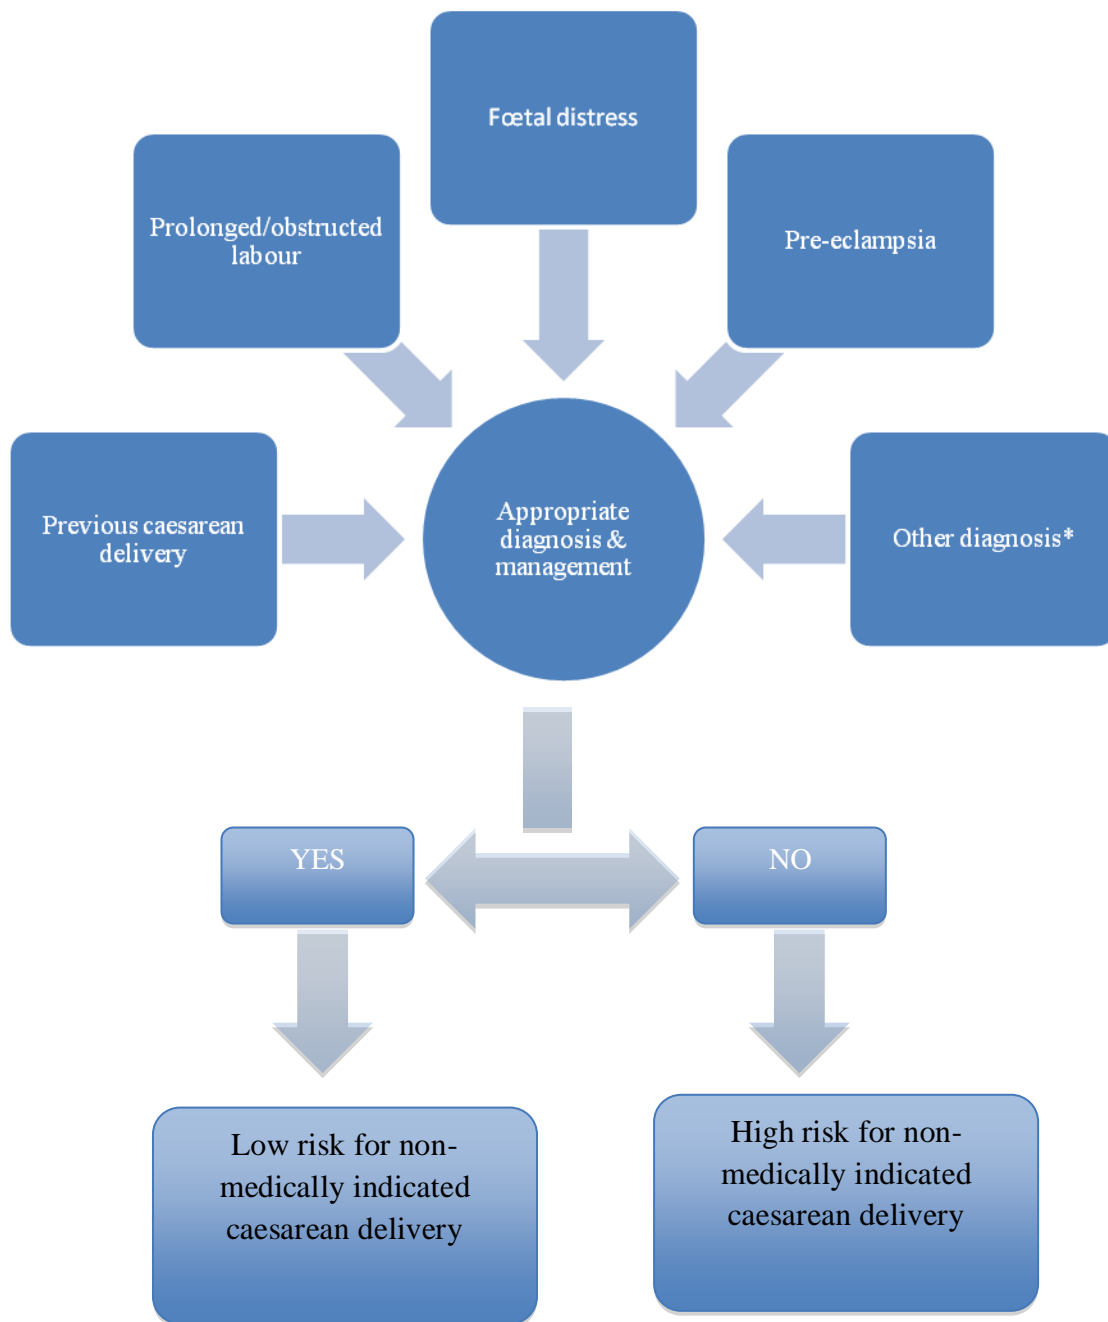 Fœtal distress
Prolonged/obstructed
labour
Pre-eclampsia
Previous caesarean
delivery
Appropriate
diagnosis &
management
Other diagnosis*
YES
NO
Low risk for non-
medically indicated
caesarean delivery
High risk for non-
medically indicated
caesarean delivery